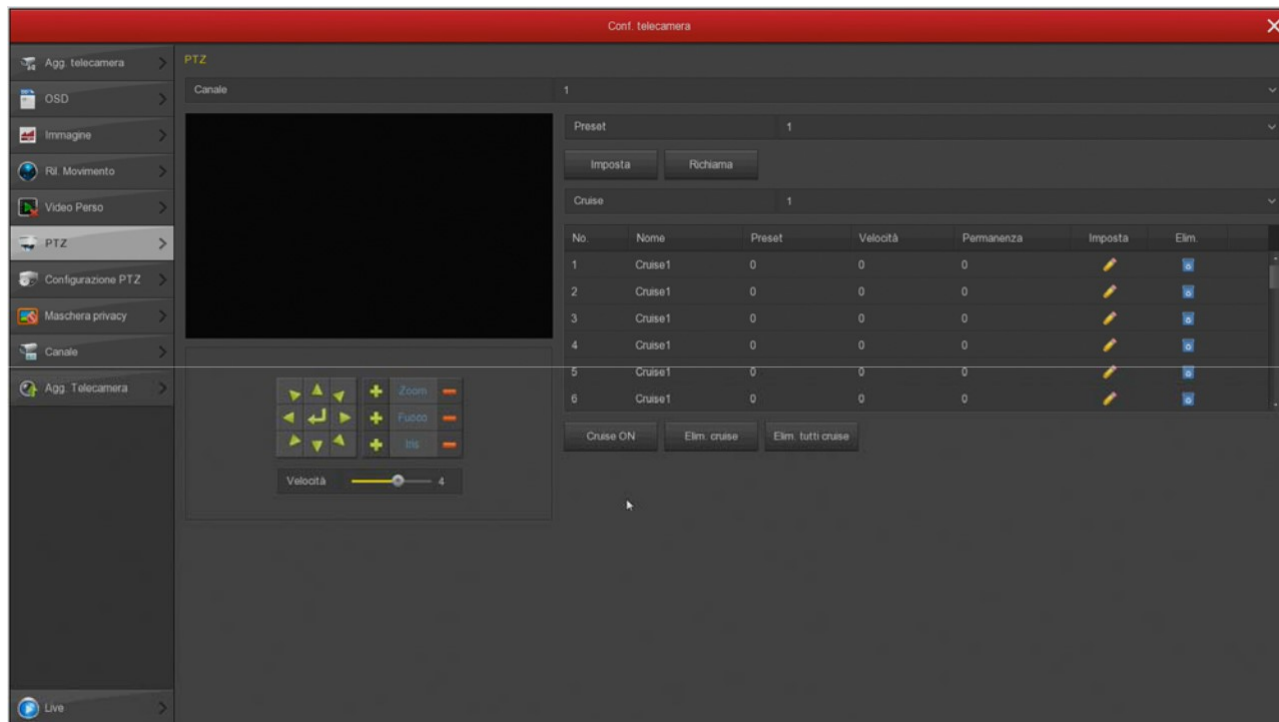 Conf. telecamera
Agg. telecamera
OSD
Immagine
Ril. Movimento
Video Perso
PTZ
Configurazione PTZ
Maschera privacy
Canale
Agg. Telecamera
Live
PTZ
Canale 1
Preset 1
Imposta Richiama
Cruise 1
No. Nome Preset Velocità Permanenza Imposta Elim.
1 Cruise1 0 0 0
2 Cruise1 0 0 0
3 Cruise1 0 0 0
4 Cruise1 0 0 0
5 Cruise1 0 0 0
6 Cruise1 0 0 0
Cruise ON Elim. cruise Elim. tutti cruise
Zoom
Fuoco
Iris
Velocità 4